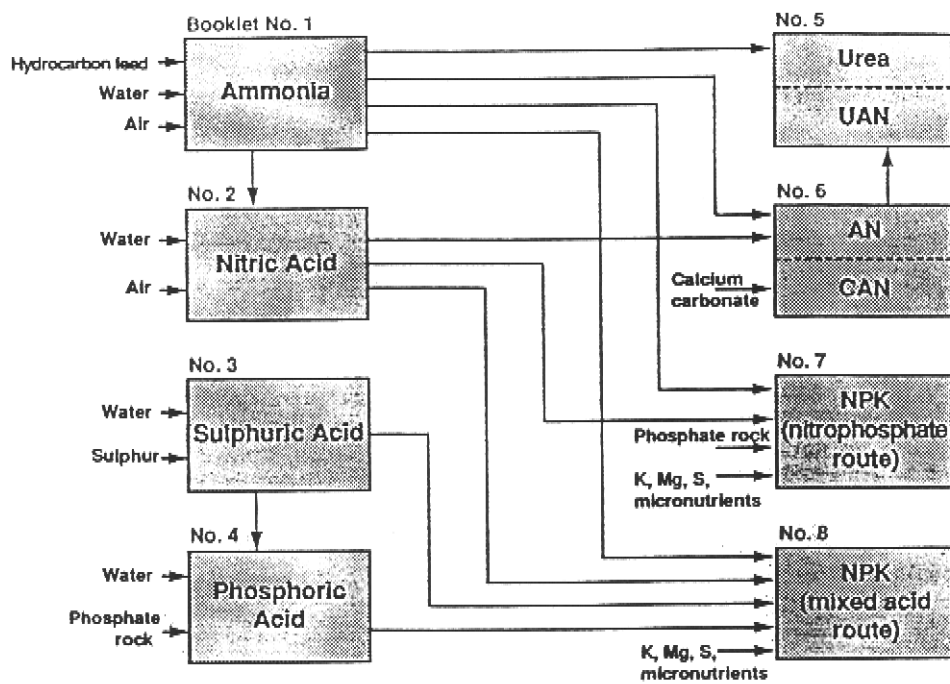 Booklet No. 1
Hydrocarbon feed
Water
Air
Ammonia
No. 2
Water
Air
Nitric Acid
No. 3
Water
Sulphur
Sulphuric Acid
No. 4
Water
Phosphate
rock
Phosphoric
Acid
No. 5
Urea
UAN
No. 6
AN
Calcium
carbonate
CAN
No. 7
NPK
(nitrophosphate
route)
Phosphate rock
K, Mg, S,
micronutrients
No. 8
NPK
(mixed acid
route)
K, Mg, S,
micronutrients